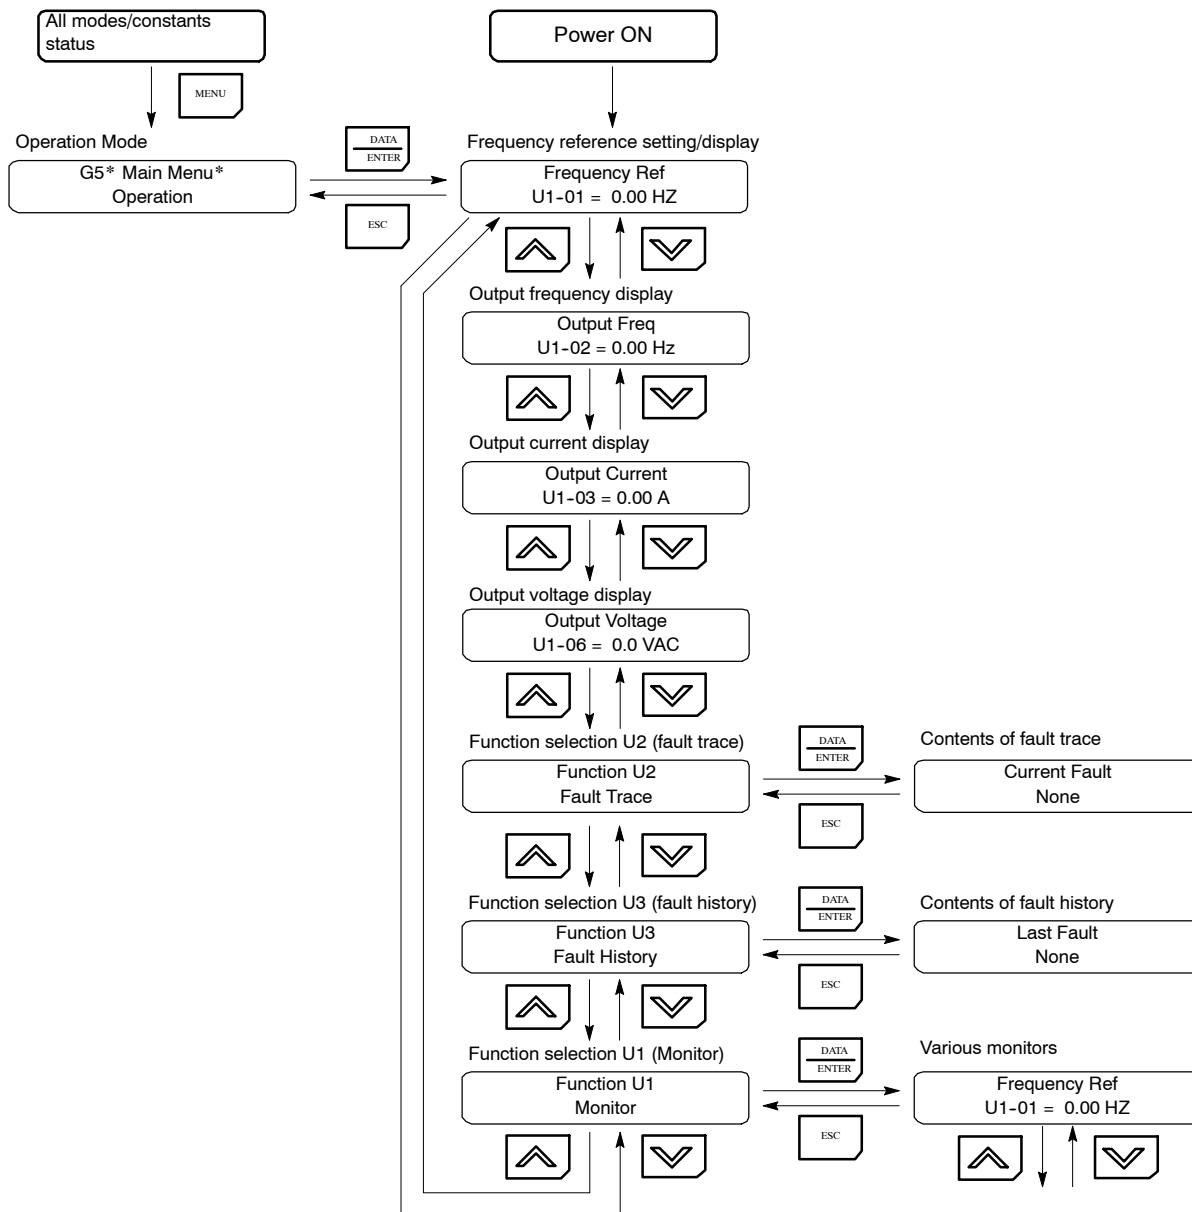 All modes/constants
status
Power ON
MENU
Operation Mode
DATA
ENTER
Frequency reference setting/display
G5* Main Menu*
Operation
Frequency Ref
U1-01 = 0.00 HZ
ESC
Output frequency display
Output Freq
U1-02 = 0.00 Hz
Output current display
Output Current
U1-03 = 0.00 A
Output voltage display
Output Voltage
U1-06 = 0.0 VAC
Function selection U2 (fault trace)
DATA
ENTER
Contents of fault trace
Function U2
Fault Trace
Current Fault
None
ESC
Function selection U3 (fault history)
DATA
ENTER
Contents of fault history
Function U3
Fault History
Last Fault
None
ESC
Function selection U1 (Monitor)
DATA
ENTER
Various monitors
Function U1
Monitor
Frequency Ref
U1-01 = 0.00 HZ
ESC